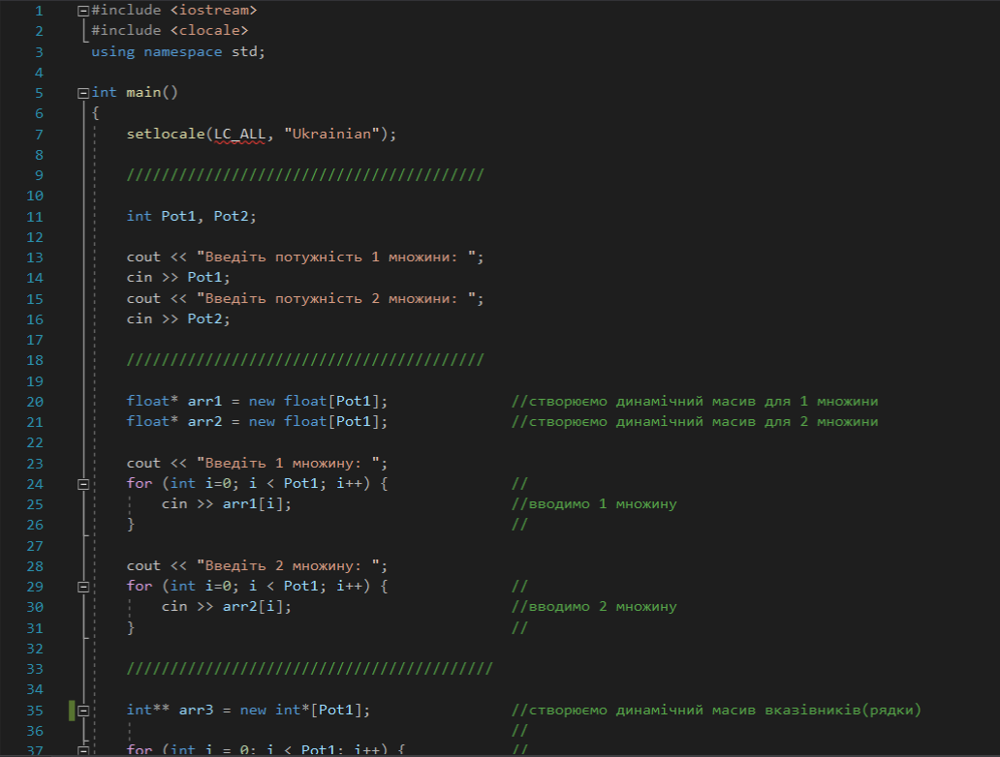 1 #include <iostream>
2 #include <clocale>
3 using namespace std;
4
5 int main()
6 {
7 setlocale(LC_ALL, "Ukrainian");
8
9 /////////////////////////////////////////
10
11 int Pot1, Pot2;
12
13 cout << "Введіть потужність 1 множини: ";
14 cin >> Pot1;
15 cout << "Введіть потужність 2 множини: ";
16 cin >> Pot2;
17
18 /////////////////////////////////////////
19
20 float* arr1 = new float[Pot1]; //створюємо динамічний масив для 1 множини
21 float* arr2 = new float[Pot1]; //створюємо динамічний масив для 2 множини
22
23 cout << "Введіть 1 множину: ";
24 for (int i=0; i < Pot1; i++) { //
25 cin >> arr1[i]; //вводимо 1 множину
26 } //
27
28 cout << "Введіть 2 множину: ";
29 for (int i=0; i < Pot1; i++) { //
30 cin >> arr2[i]; //вводимо 2 множину
31 } //
32
33 //////////////////////////////////////////
34
35 int** arr3 = new int*[Pot1]; //створюємо динамічний масив вказівників(рядки)
36 //
37 for (int i = 0; i < Pot1; i++) { //